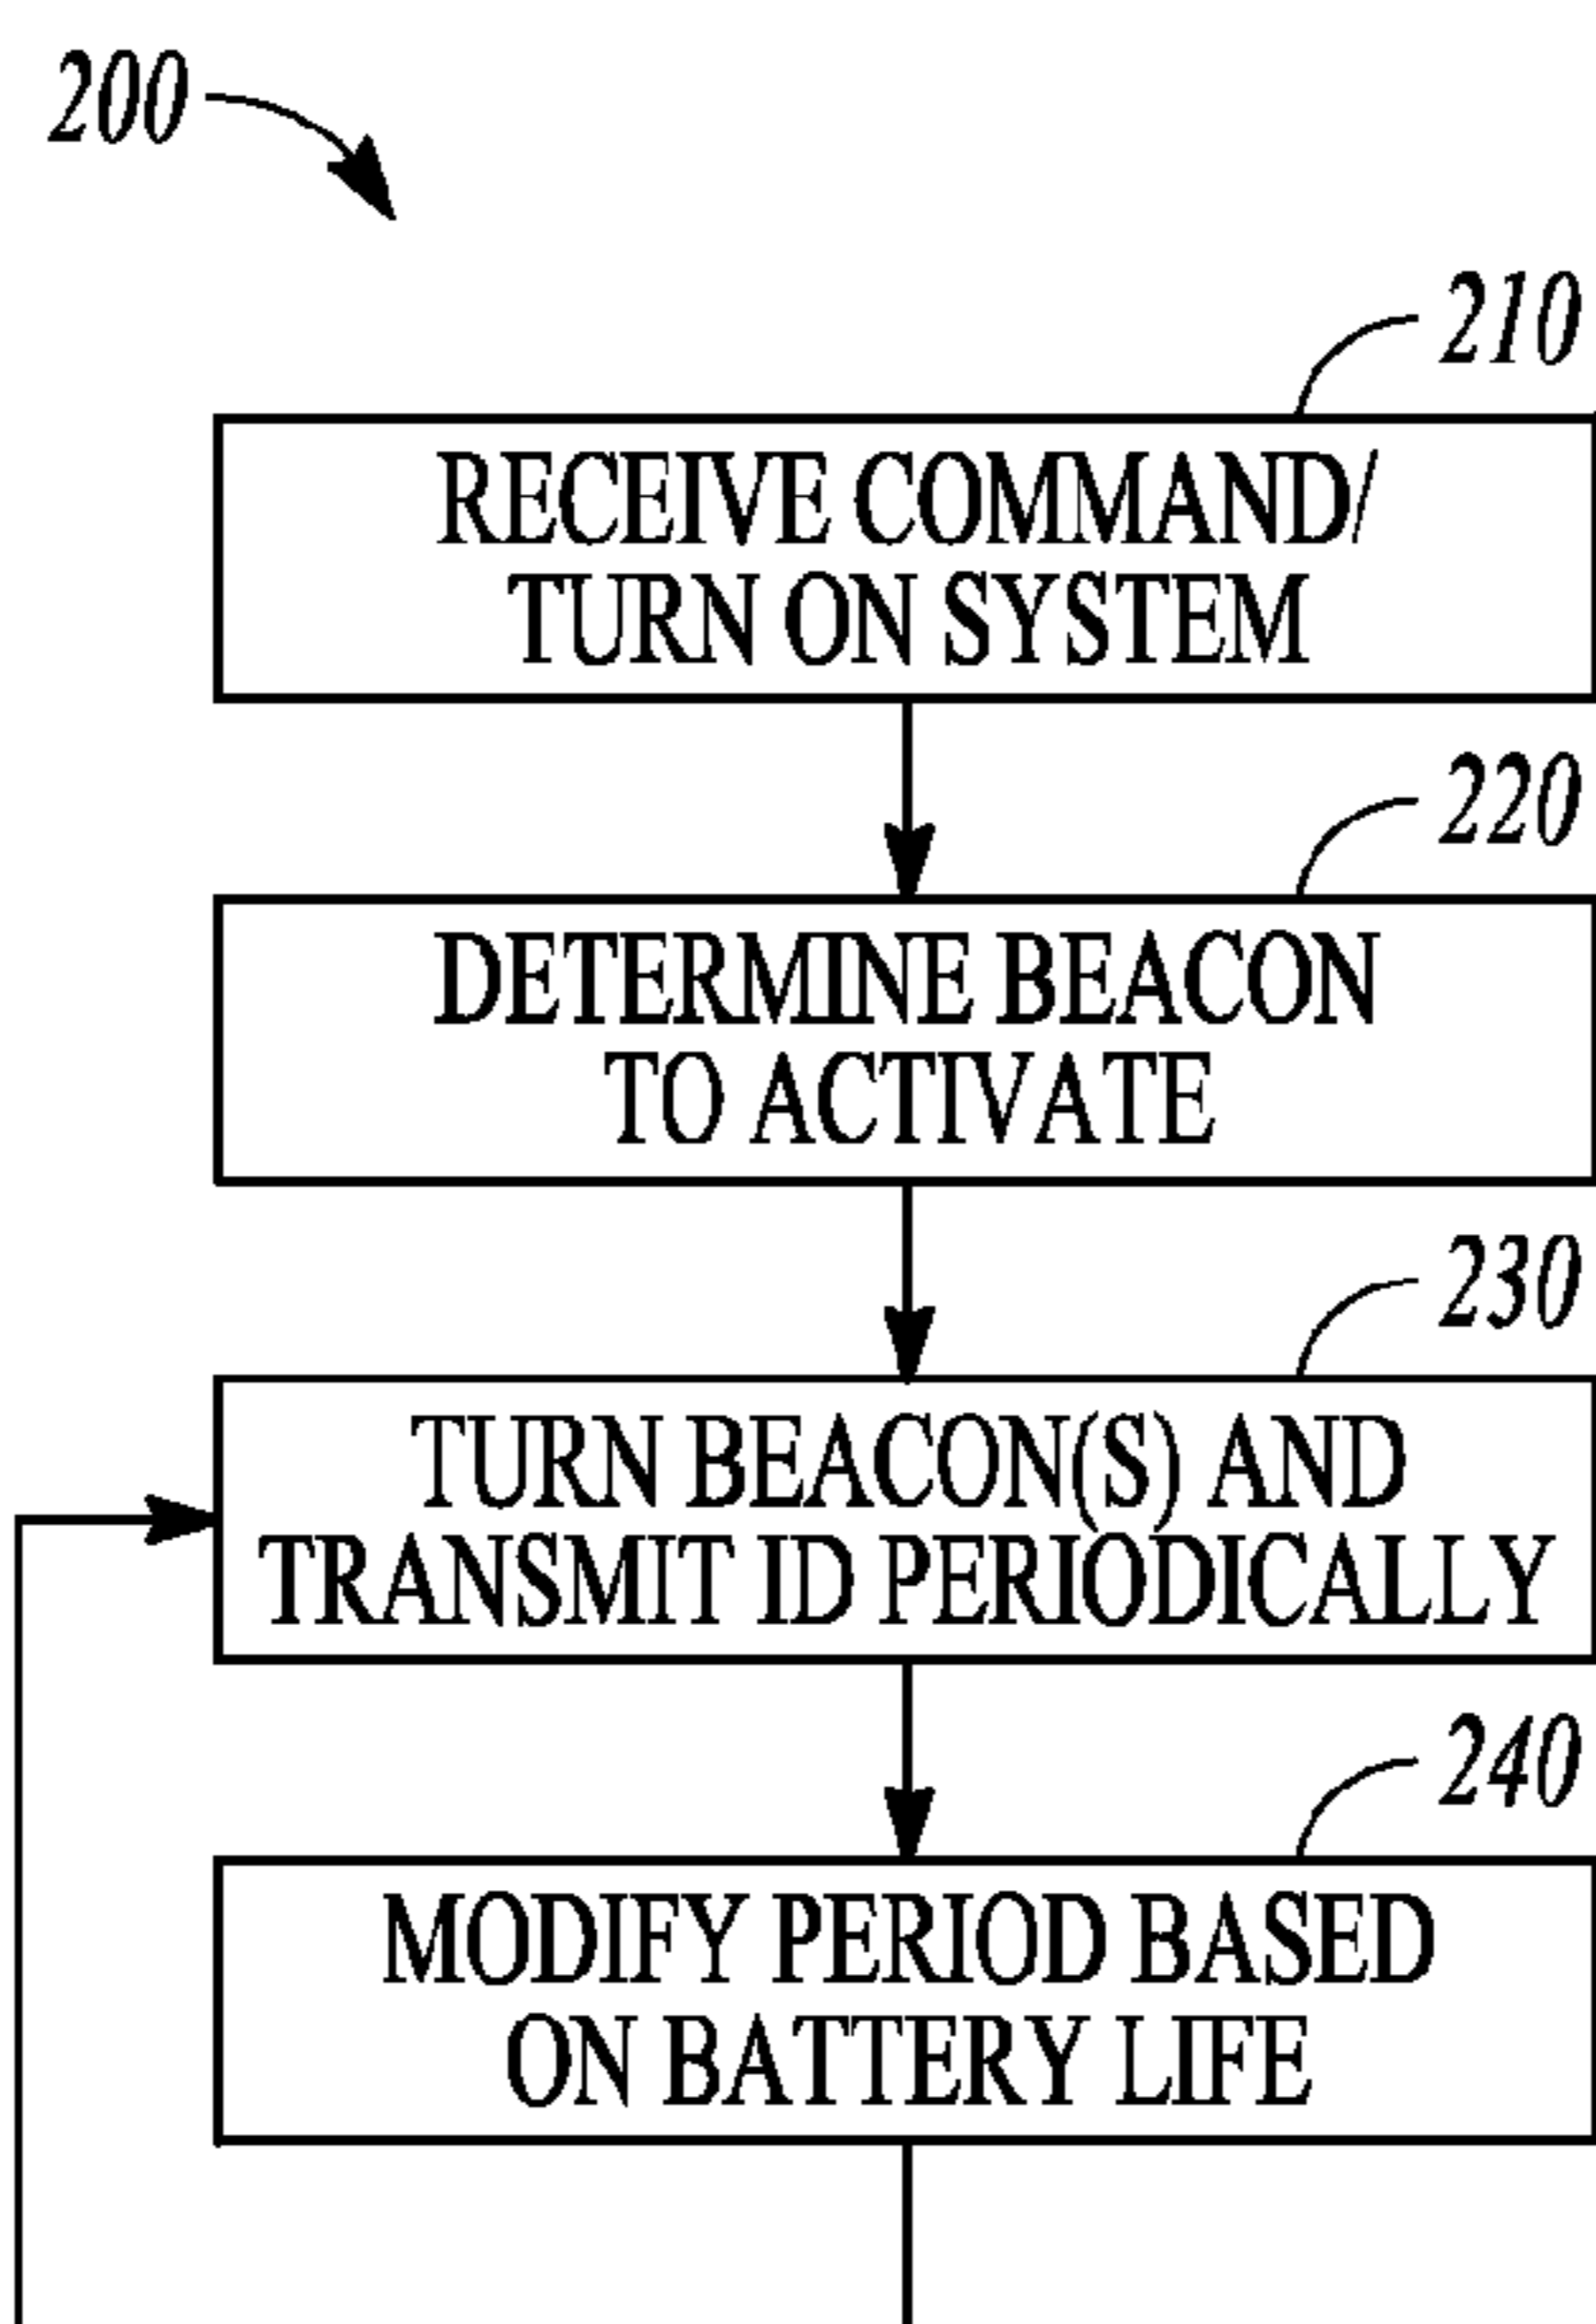 200
210
RECEIVE COMMAND/
TURN ON SYSTEM
220
DETERMINE BEACON
TO ACTIVATE
230
TURN BEACON(S) AND
TRANSMIT ID PERIODICALLY
240
MODIFY PERIOD BASED
ON BATTERY LIFE